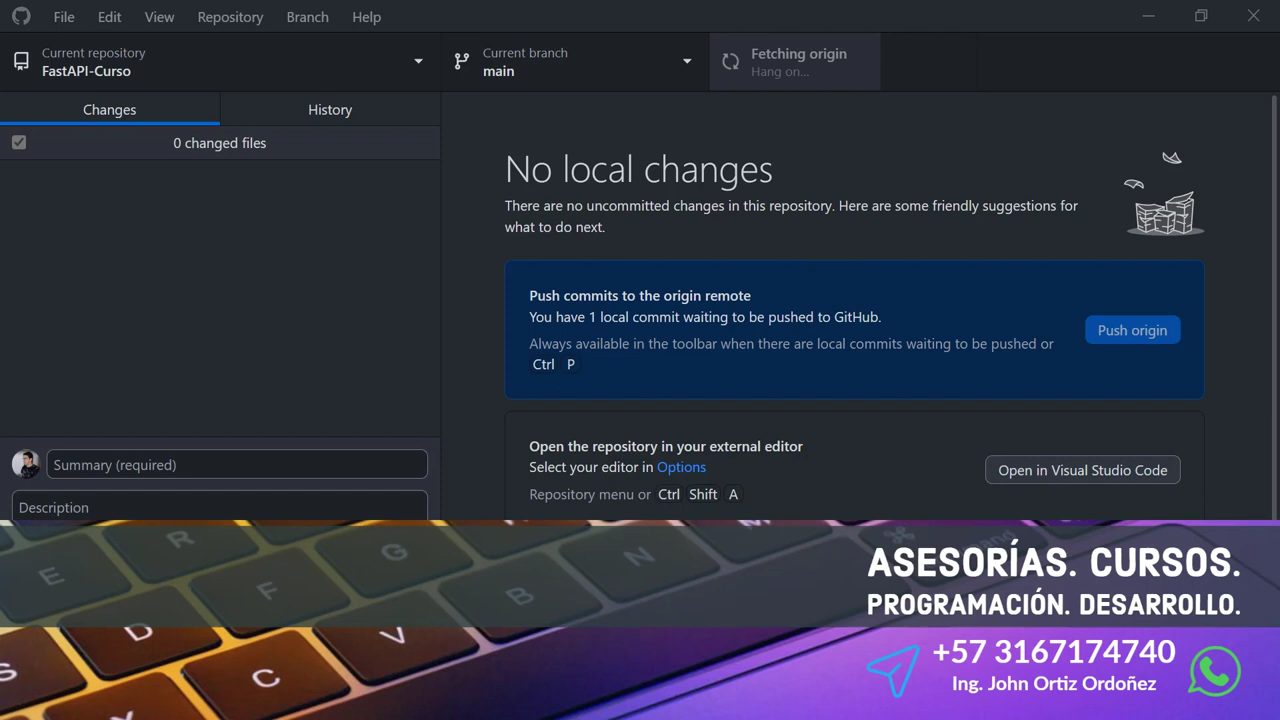 File Edit View Repository Branch Help
Current repository
FastAPI-Curso
Current branch
main
Fetching origin
Hang on...
Changes
History
0 changed files
No local changes
There are no uncommitted changes in this repository. Here are some friendly suggestions for
what to do next.
Push commits to the origin remote
You have 1 local commit waiting to be pushed to GitHub.
Always available in the toolbar when there are local commits waiting to be pushed or
Ctrl P
Push origin
Open the repository in your external editor
Select your editor in Options
Repository menu or Ctrl Shift A
Open in Visual Studio Code
Summary (required)
Description
E R G N B F D V C S
ASESORÍAS. CURSOS.
PROGRAMACIÓN. DESARROLLO.
+57 3167174740
Ing. John Ortiz Ordoñez